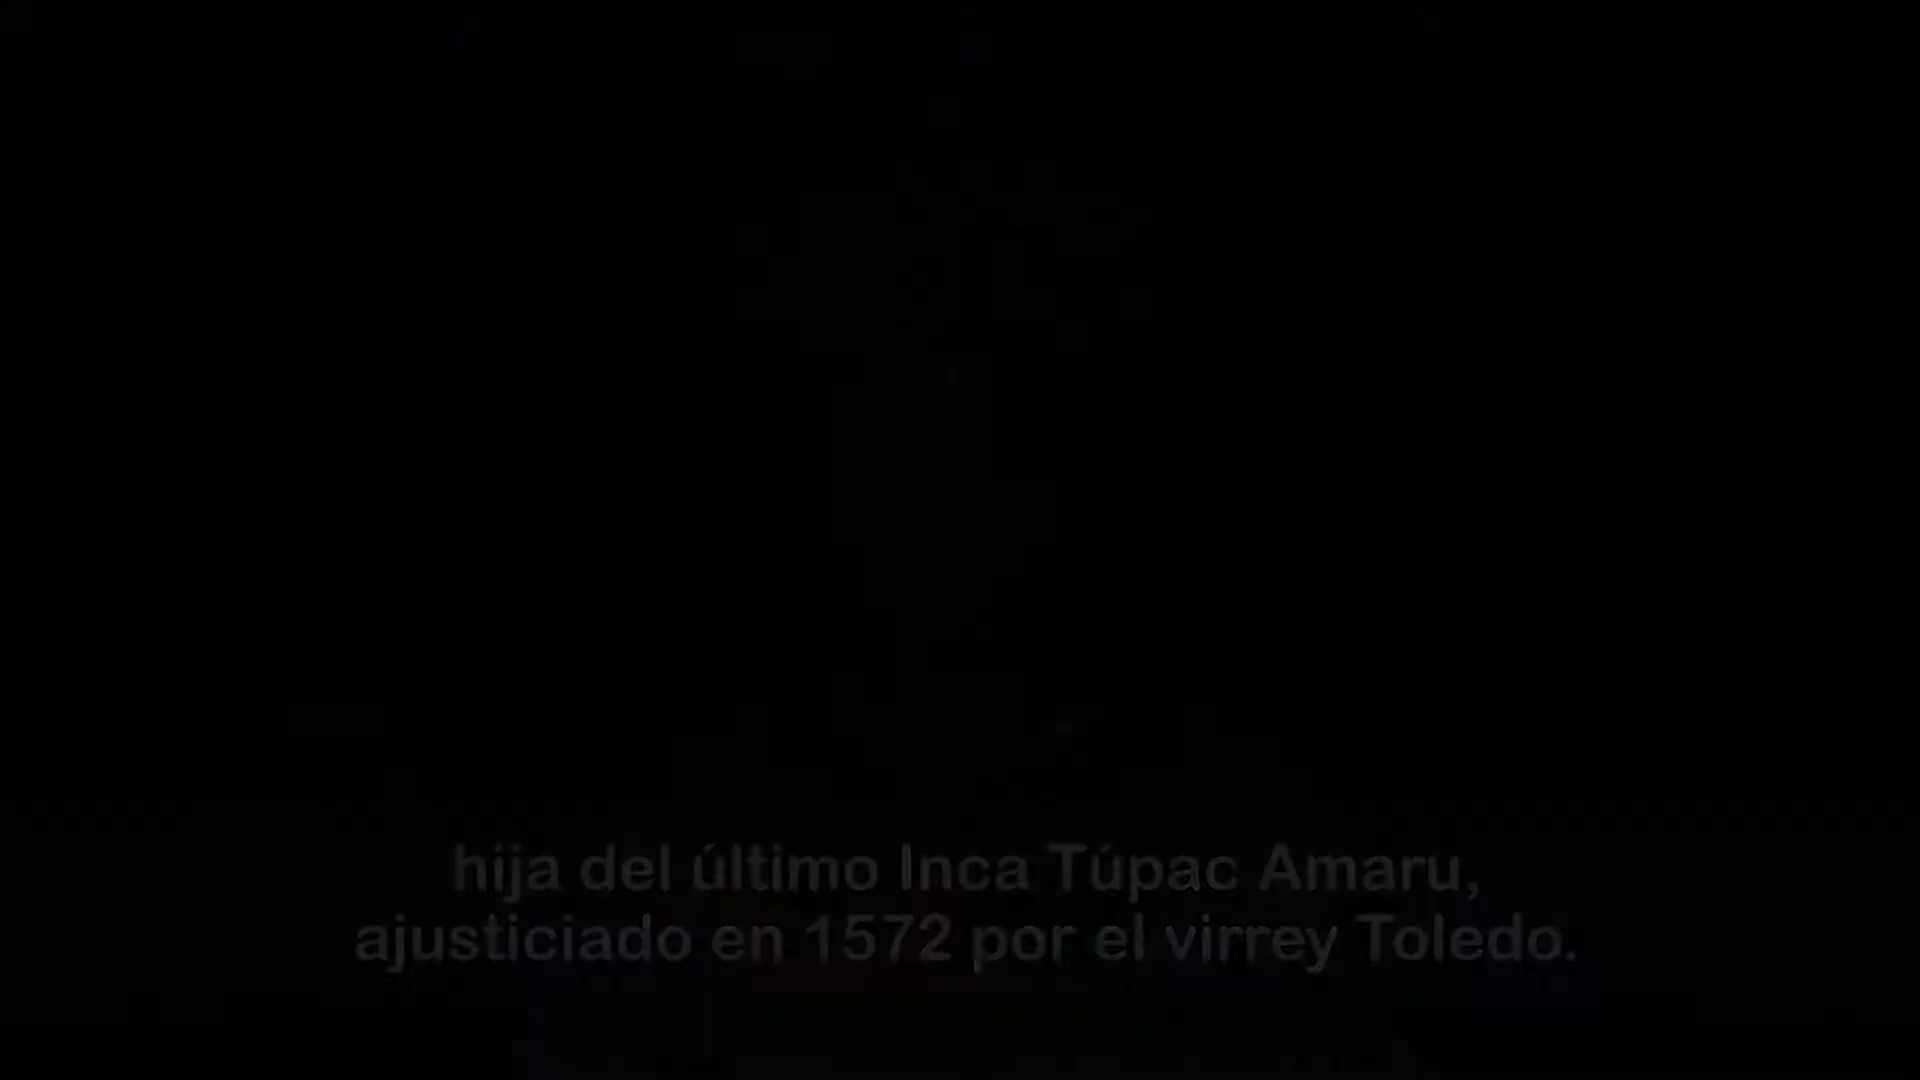 hija del último Inca Túpac Amaru,
ajusticiado en 1572 por el virrey Toledo.